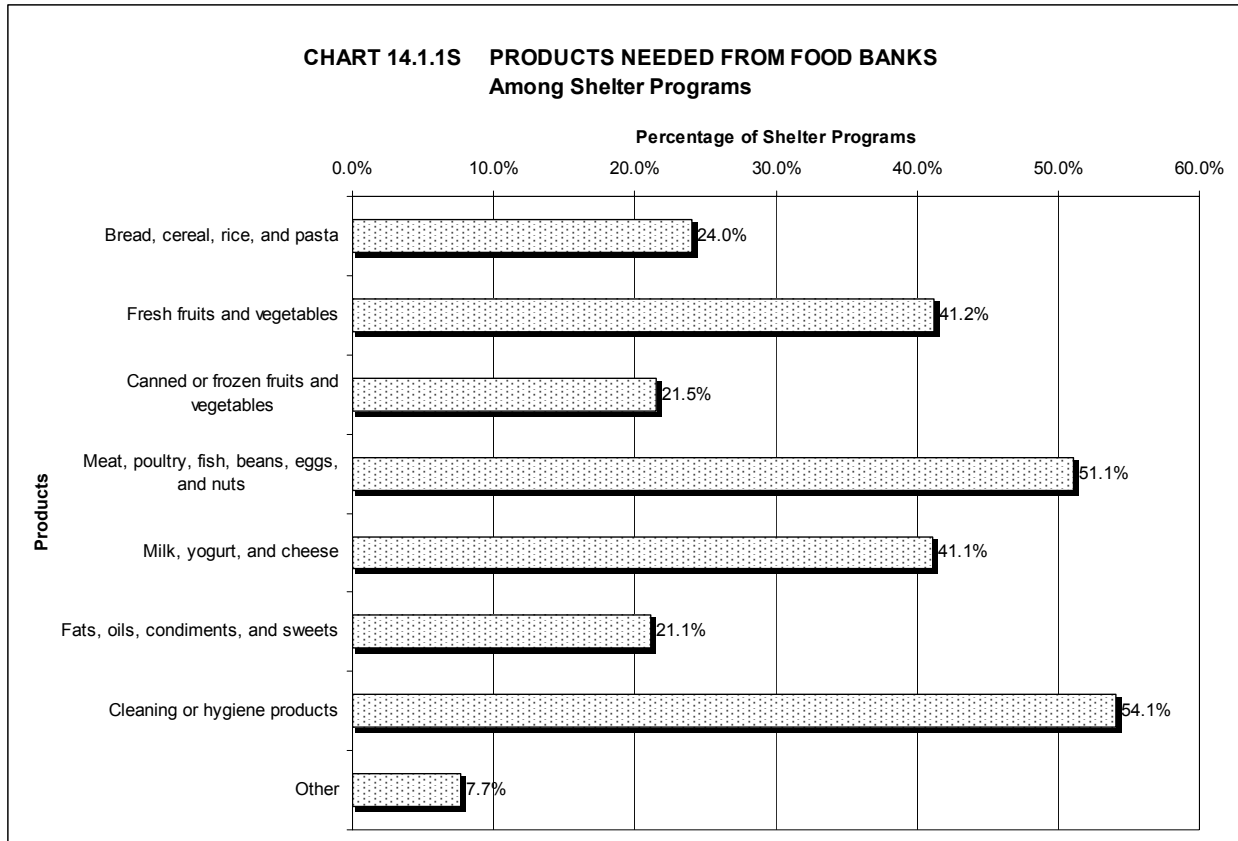 CHART 14.1.1S PRODUCTS NEEDED FROM FOOD BANKS
Among Shelter Programs
Percentage of Shelter Programs
0.0% 10.0% 20.0% 30.0% 40.0% 50.0% 60.0%
Products
Bread, cereal, rice, and pasta 24.0%
Fresh fruits and vegetables 41.2%
Canned or frozen fruits and
vegetables 21.5%
Meat, poultry, fish, beans, eggs,
and nuts 51.1%
Milk, yogurt, and cheese 41.1%
Fats, oils, condiments, and sweets 21.1%
Cleaning or hygiene products 54.1%
Other 7.7%